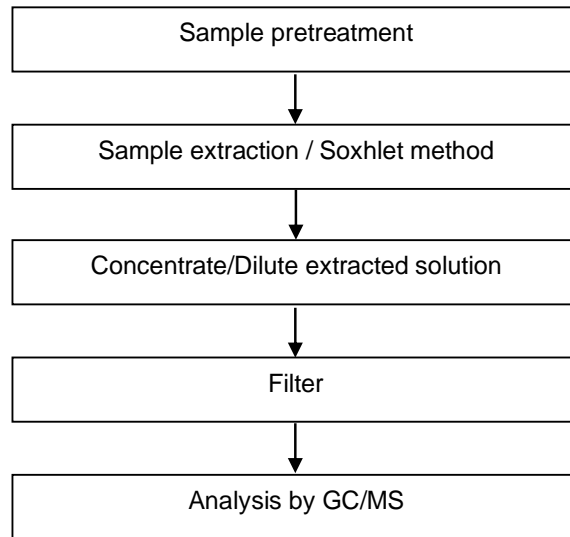 Sample pretreatment
Sample extraction / Soxhlet method
Concentrate/Dilute extracted solution
Filter
Analysis by GC/MS